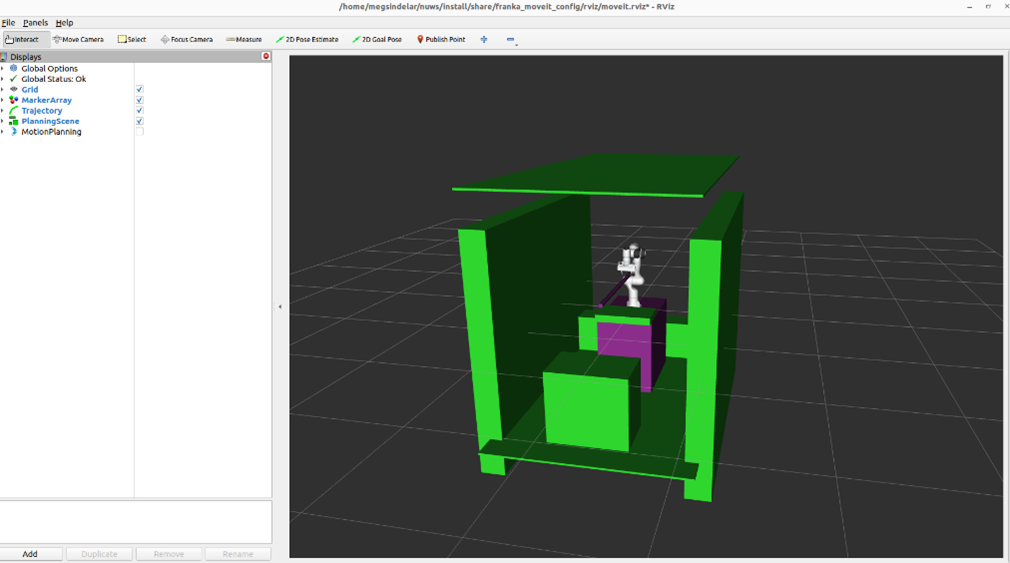 /home/megsindelar/nuws/install/share/franka_moveit_config/rviz/moveit.rviz* - RViz
File Panels Help
Interact Move Camera Select Focus Camera Measure 2D Pose Estimate 2D Goal Pose Publish Point
Displays
Global Options
Global Status: Ok
Grid
MarkerArray
Trajectory
PlanningScene
MotionPlanning
Add Duplicate Remove Rename